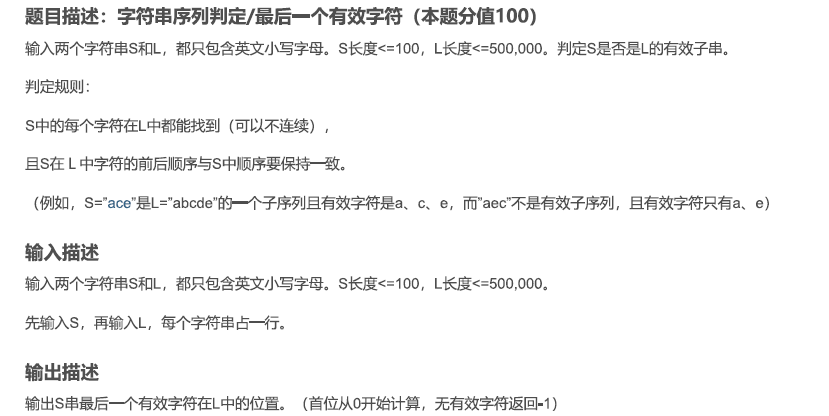 题目描述：字符串序列判定/最后一个有效字符（本题分值100）
输入两个字符串S和L，都只包含英文小写字母。S长度<=100，L长度<=500,000。判定S是否是L的有效子串。
判定规则：
S中的每个字符在L中都能找到（可以不连续），
且S在 L 中字符的前后顺序与S中顺序要保持一致。
（例如，S=”ace”是L=”abcde”的一个子序列且有效字符是a、c、e，而”aec”不是有效子序列，且有效字符只有a、e）
输入描述
输入两个字符串S和L，都只包含英文小写字母。S长度<=100，L长度<=500,000。
先输入S，再输入L，每个字符串占一行。
输出描述
输出S串最后一个有效字符在L中的位置。（首位从0开始计算，无有效字符返回-1）